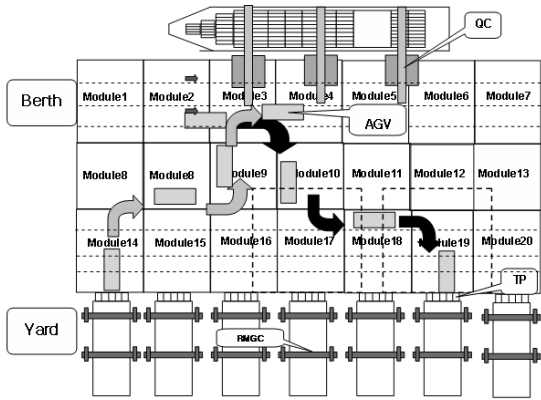 QC
Berth
Module1
Module2
Module3
Module4
Module5
Module6
Module7
AGV
Module8
Module8
Module9
Module10
Module11
Module12
Module13
Module14
Module15
Module16
Module17
Module18
Module19
Module20
TP
Yard
RMGC